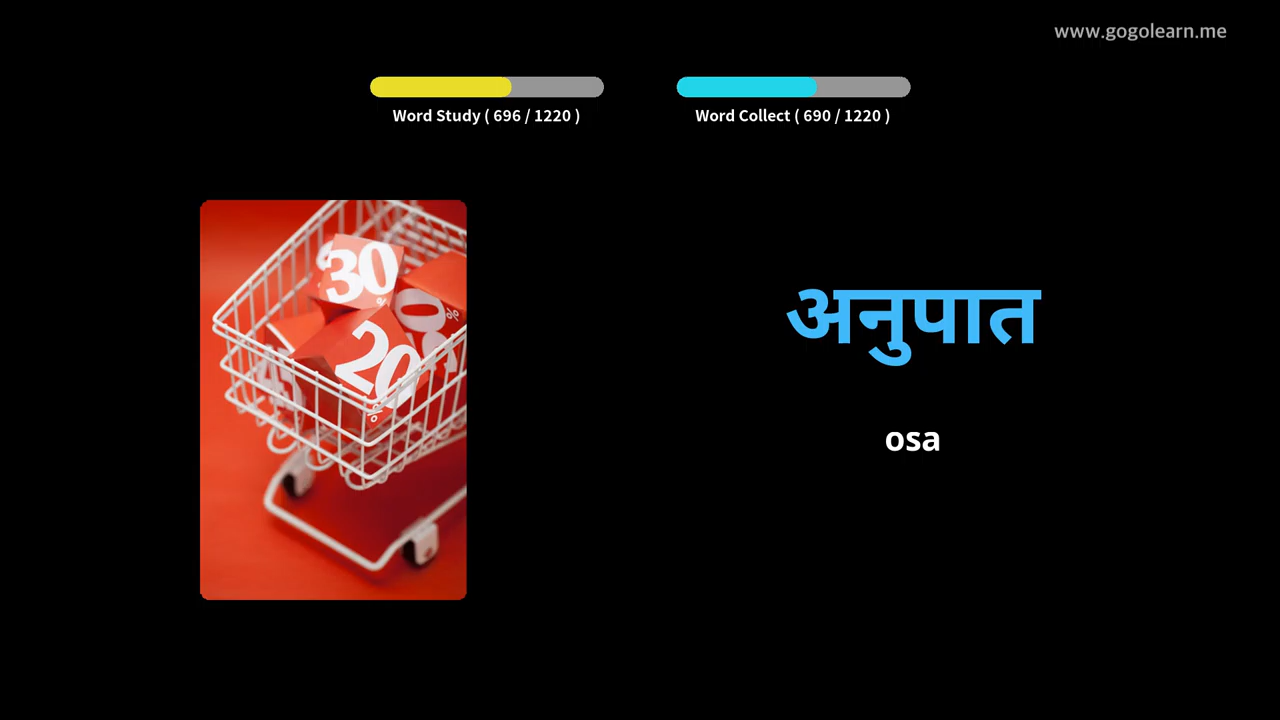 www.gogolearn.me
Word Study ( 696 / 1220 )
Word Collect ( 690 / 1220 )
30
%
20
%
अनुपात
osa